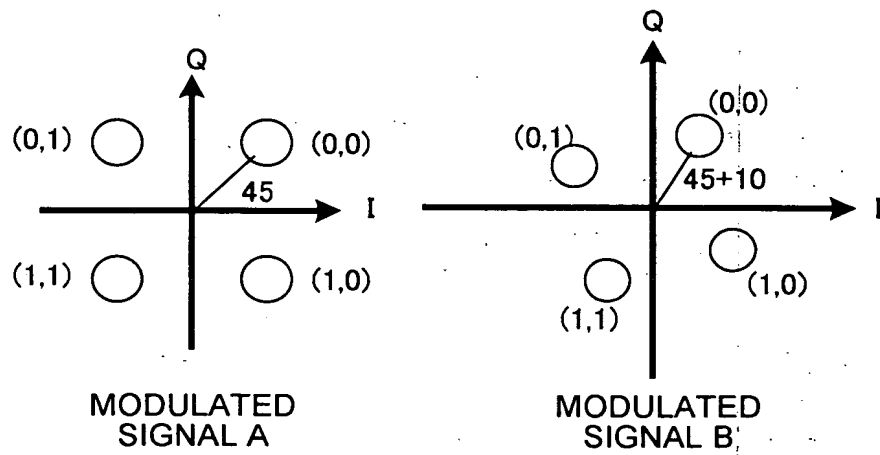 Q
(0,1)
(0,0)
45
I
(1,1)
(1,0)
MODULATED
SIGNAL A
Q
(0,0)
(0,1)
45+10
I
(1,0)
(1,1)
MODULATED
SIGNAL B